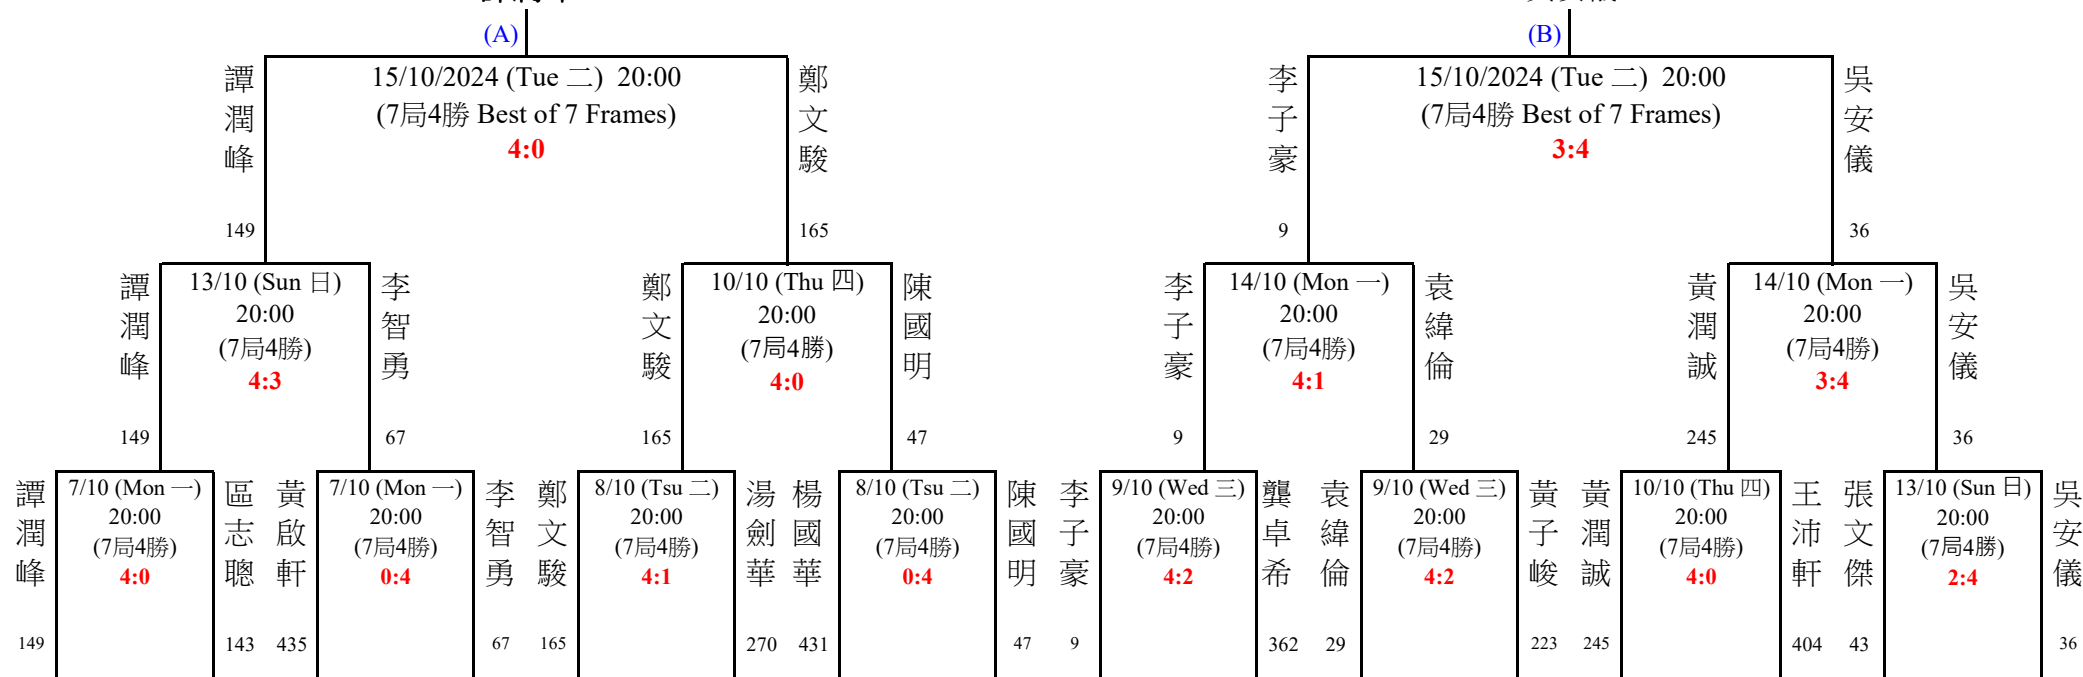 (A)
(B)
譚潤峰
15/10/2024 (Tue 二) 20:00
(7局4勝 Best of 7 Frames)
4:0
鄭文駿
李子豪
15/10/2024 (Tue 二) 20:00
(7局4勝 Best of 7 Frames)
3:4
吳安儀
149
165
9
36
譚潤峰
13/10 (Sun 日)
20:00
(7局4勝)
4:3
李智勇
鄭文駿
10/10 (Thu 四)
20:00
(7局4勝)
4:0
陳國明
李子豪
14/10 (Mon 一)
20:00
(7局4勝)
4:1
袁緯倫
黃潤誠
14/10 (Mon 一)
20:00
(7局4勝)
3:4
吳安儀
149
67
165
47
9
29
245
36
譚潤峰
7/10 (Mon 一)
20:00
(7局4勝)
4:0
區志聰
黃啟軒
7/10 (Mon 一)
20:00
(7局4勝)
0:4
李智勇
鄭文駿
8/10 (Tsu 二)
20:00
(7局4勝)
4:1
湯劍華
楊國華
8/10 (Tsu 二)
20:00
(7局4勝)
0:4
陳國明
李子豪
9/10 (Wed 三)
20:00
(7局4勝)
4:2
龔卓希
袁緯倫
9/10 (Wed 三)
20:00
(7局4勝)
4:2
黃子峻
黃潤誠
10/10 (Thu 四)
20:00
(7局4勝)
4:0
王沛軒
張文傑
13/10 (Sun 日)
20:00
(7局4勝)
2:4
吳安儀
149
143
435
67
165
270
431
47
9
362
29
223
245
404
43
36